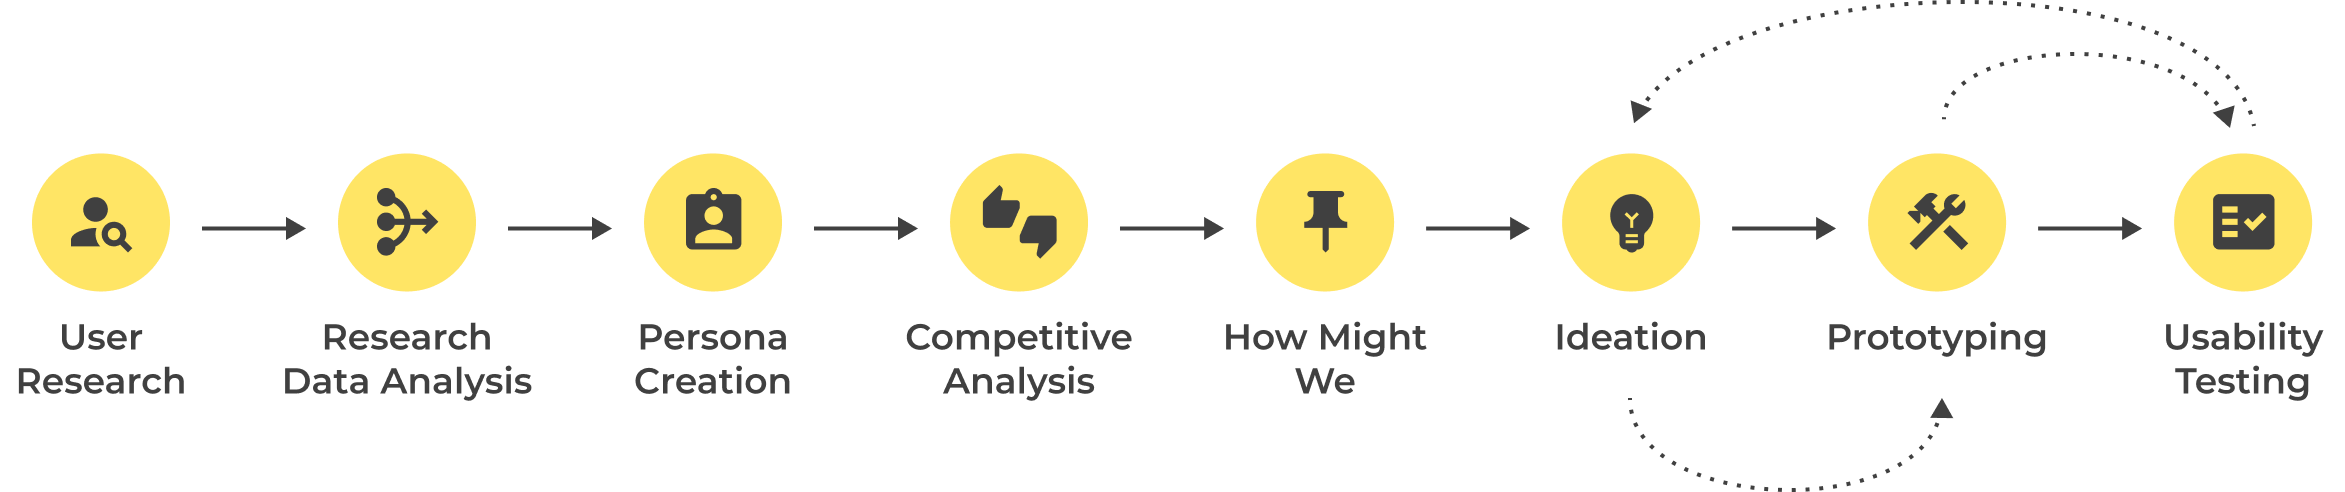 User
Research
Research
Data Analysis
Persona
Creation
Competitive
Analysis
How Might
We
Ideation
Prototyping
Usability
Testing